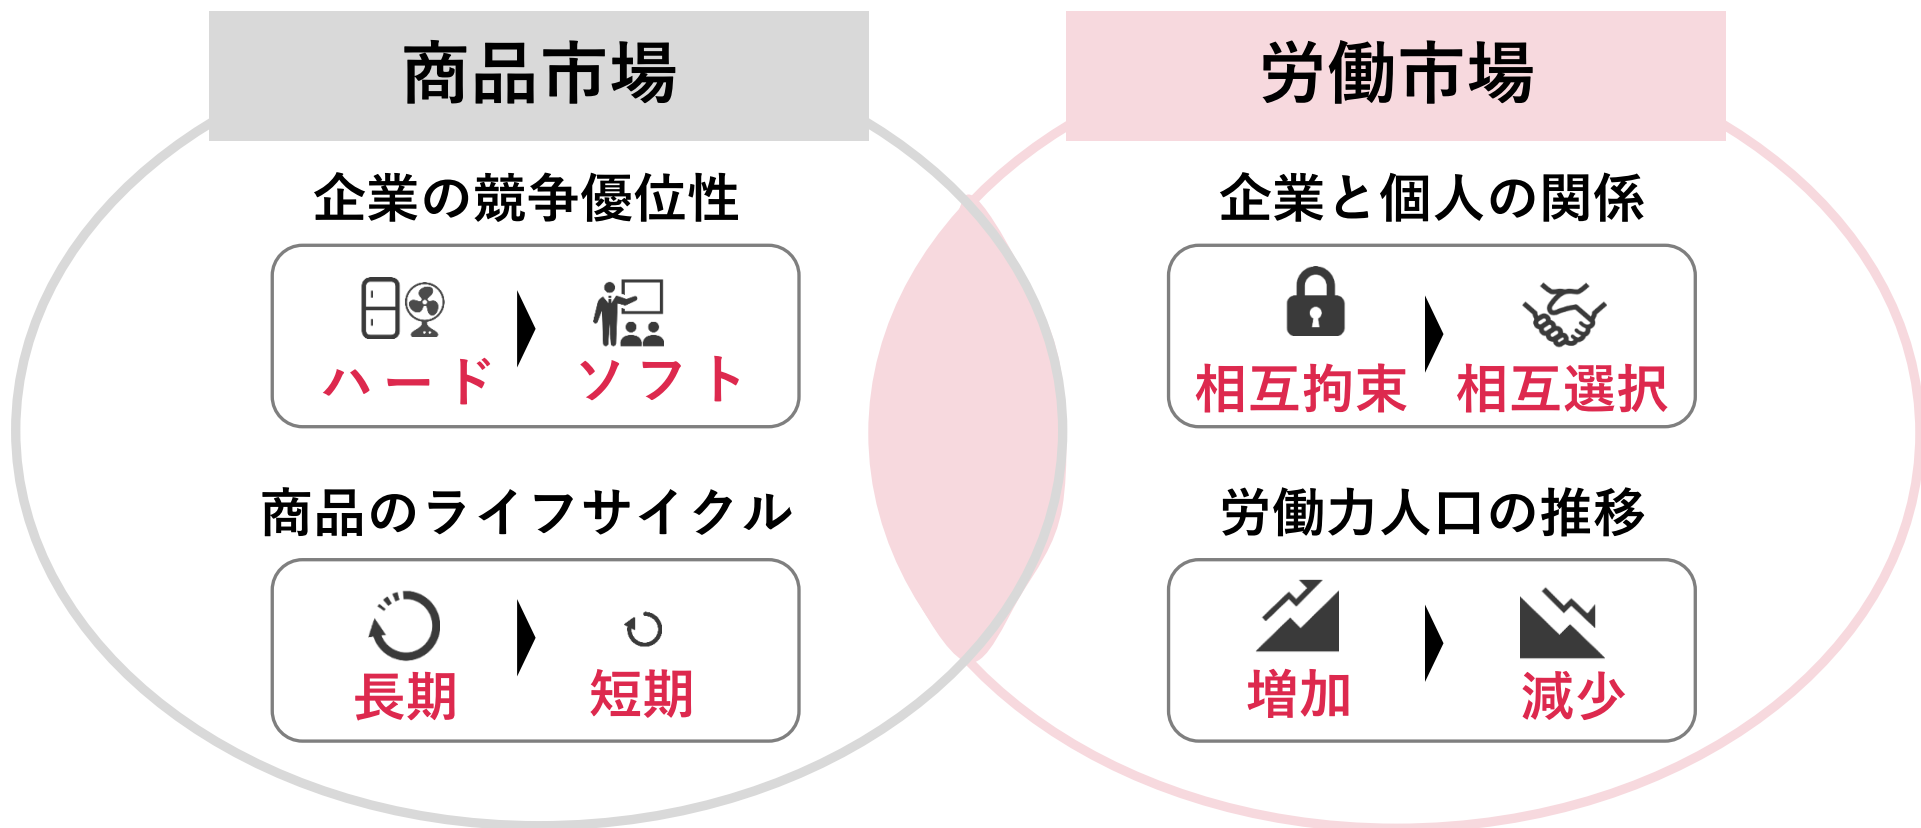 商品市場
企業の競争優位性
ハード
ソフト
商品のライフサイクル
長期
短期
労働市場
企業と個人の関係
相互拘束
相互選択
労働力人口の推移
増加
減少